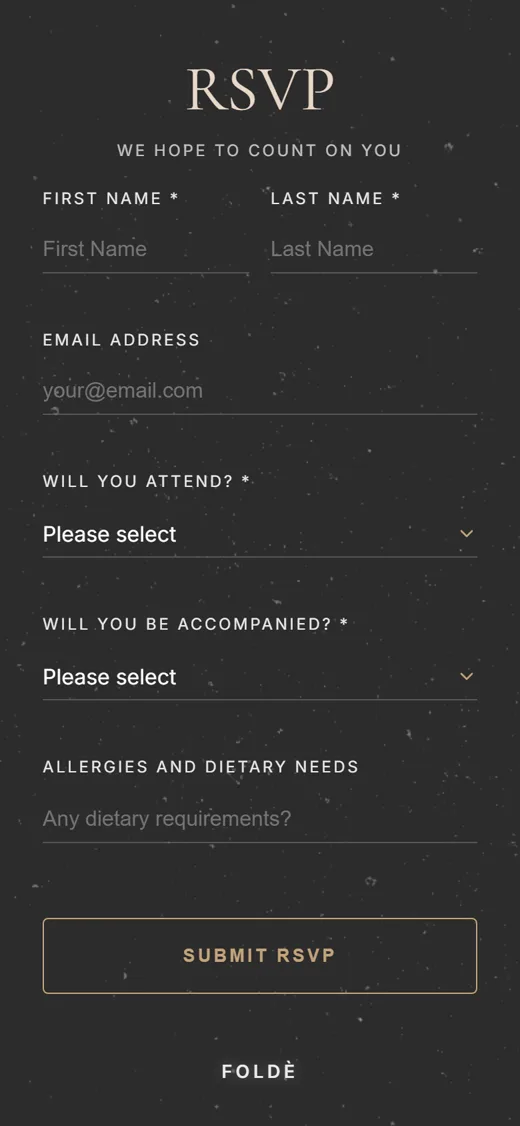 RSVP
WE HOPE TO COUNT ON YOU
FIRST NAME * LAST NAME *
First Name Last Name
EMAIL ADDRESS
your@email.com
WILL YOU ATTEND? *
Please select
WILL YOU BE ACCOMPANIED? *
Please select
ALLERGIES AND DIETARY NEEDS
Any dietary requirements?
SUBMIT RSVP
FOLDÈ